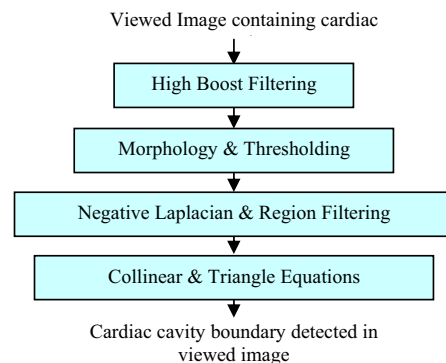 Viewed Image containing cardiac
High Boost Filtering
Morphology & Thresholding
Negative Laplacian & Region Filtering
Collinear & Triangle Equations
Cardiac cavity boundary detected in
viewed image